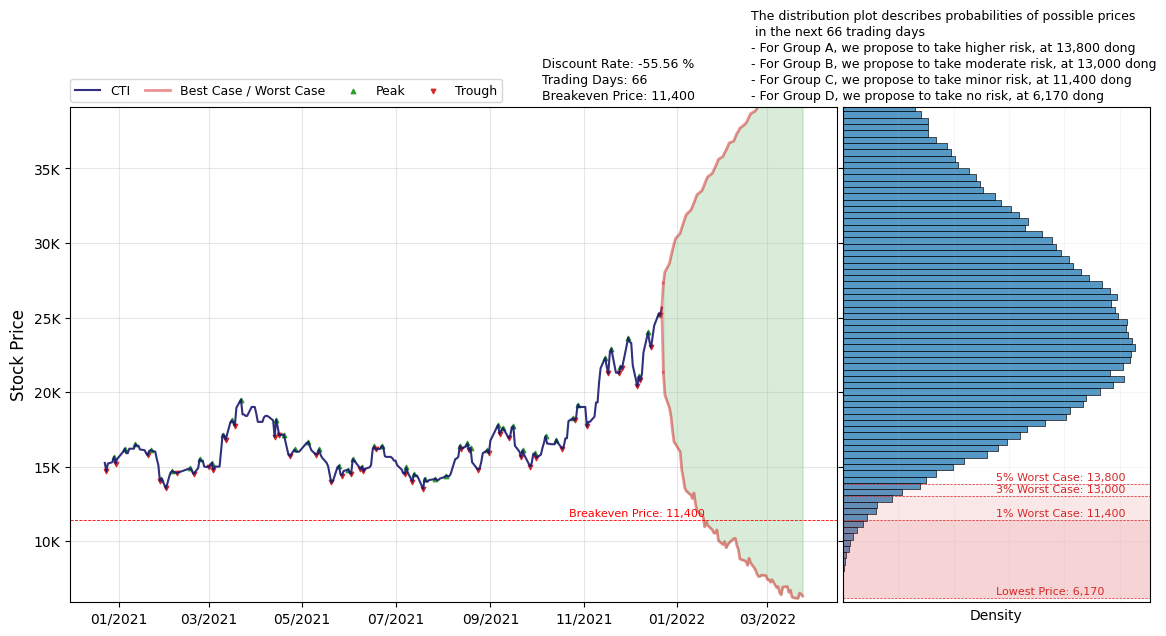 The distribution plot describes probabilities of possible prices
in the next 66 trading days
- For Group A, we propose to take higher risk, at 13,800 dong
- For Group B, we propose to take moderate risk, at 13,000 dong
- For Group C, we propose to take minor risk, at 11,400 dong
- For Group D, we propose to take no risk, at 6,170 dong
Discount Rate: -55.56 %
Trading Days: 66
Breakeven Price: 11,400
CTI
Best Case / Worst Case
Peak
Trough
Stock Price
35K
30K
25K
20K
15K
10K
Breakeven Price: 11,400
01/2021
03/2021
05/2021
07/2021
09/2021
11/2021
01/2022
03/2022
5% Worst Case: 13,800
3% Worst Case: 13,000
1% Worst Case: 11,400
Lowest Price: 6,170
Density